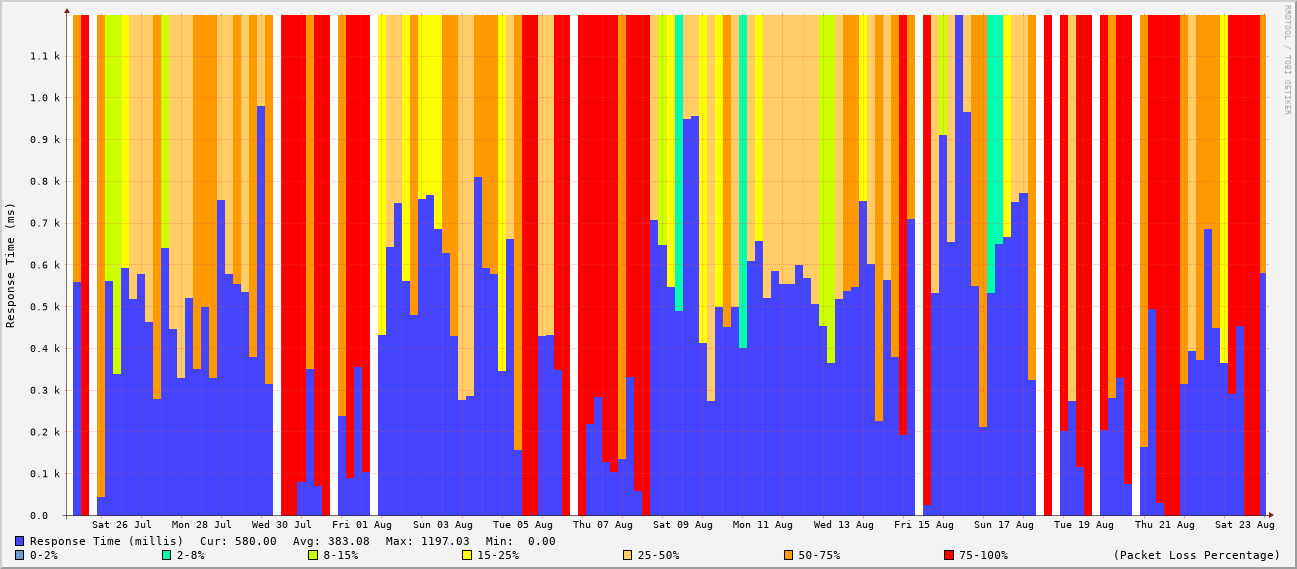 RRDTOOL / TOBI OETIKER
Response Time (ms)
1.1 k
1.0 k
0.9 k
0.8 k
0.7 k
0.6 k
0.5 k
0.4 k
0.3 k
0.2 k
0.1 k
0.0
Sat 26 Jul Mon 28 Jul Wed 30 Jul Fri 01 Aug Sun 03 Aug Tue 05 Aug Thu 07 Aug Sat 09 Aug Mon 11 Aug Wed 13 Aug Fri 15 Aug Sun 17 Aug Tue 19 Aug Thu 21 Aug Sat 23 Aug
Response Time (millis) Cur: 580.00 Avg: 383.08 Max: 1197.03 Min: 0.00
0-2% 2-8% 8-15% 15-25% 25-50% 50-75% 75-100% (Packet Loss Percentage)